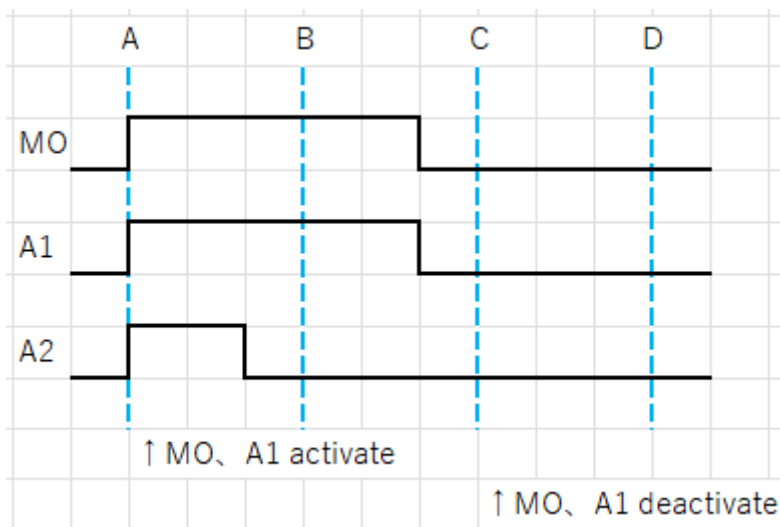 A B C D
MO
A1
A2
↑MO、A1 activate
↑MO、A1 deactivate